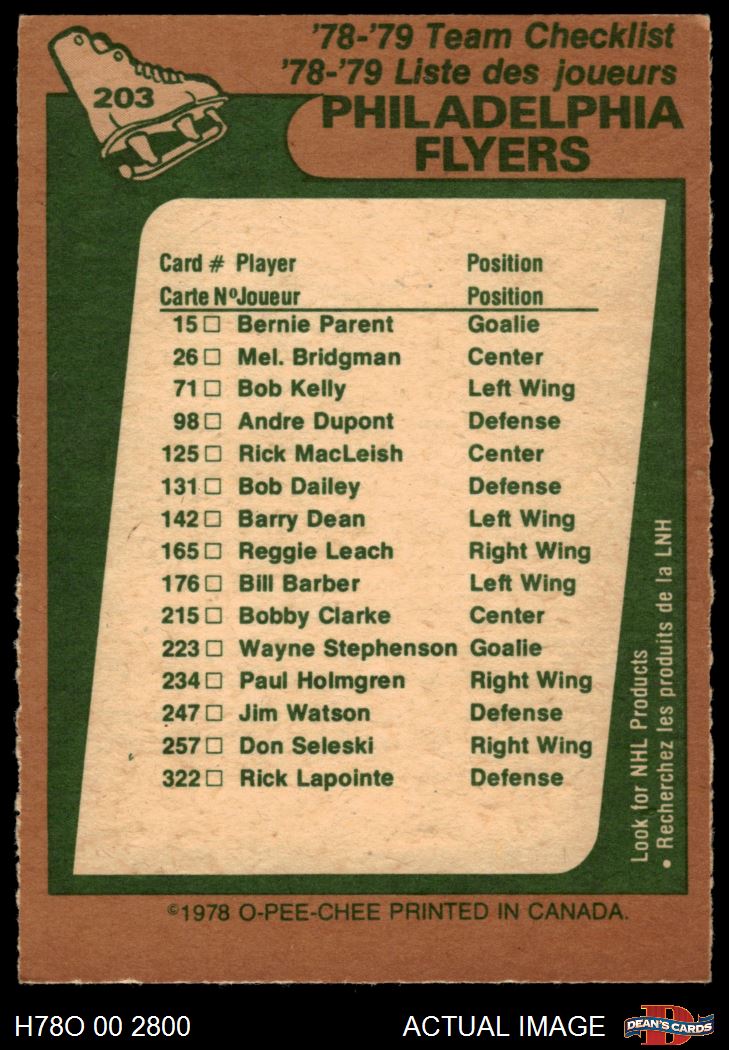 203
'78-'79 Team Checklist
'78-'79 Liste des joueurs
PHILADELPHIA
FLYERS
Card # Player Position
Carte Nº Joueur Position
15 □ Bernie Parent Goalie
26 □ Mel. Bridgman Center
71 □ Bob Kelly Left Wing
98 □ Andre Dupont Defense
125 □ Rick MacLeish Center
131 □ Bob Dailey Defense
142 □ Barry Dean Left Wing
165 □ Reggie Leach Right Wing
176 □ Bill Barber Left Wing
215 □ Bobby Clarke Center
223 □ Wayne Stephenson Goalie
234 □ Paul Holmgren Right Wing
247 □ Jim Watson Defense
257 □ Don Seleski Right Wing
322 □ Rick Lapointe Defense
Look for NHL Products
• Recherchez les produits de la LNH
©1978 O-PEE-CHEE PRINTED IN CANADA.
H78O 00 2800
ACTUAL IMAGE
D
DEAN'S CARDS